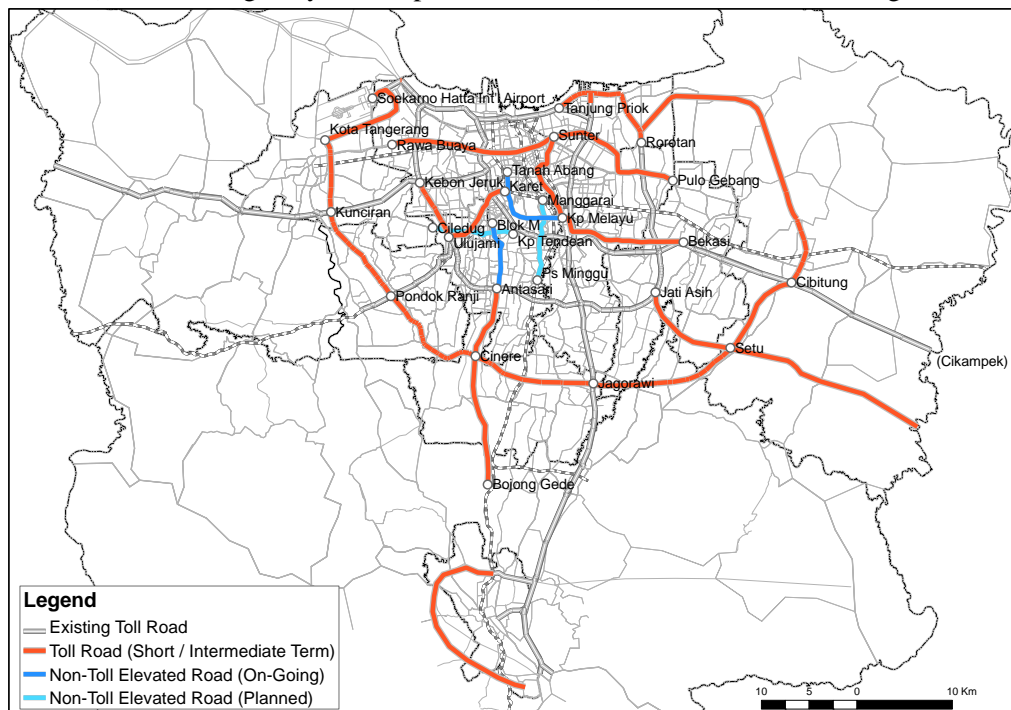 Soekarno Hatta Int'l Airport
Tanjung Priok
Kota Tangerang
Sunter
Rawa Buaya
Rorotan
Tanah Abang
Pulo Gebang
Kebon Jeruk
Karet
Manggarai
Kunciran
Kp Melayu
Blok M
Ciledug
Kp Tendean
Ulujami
Bekasi
Ps Minggu
Cibitung
Antasari
Jati Asih
Pondok Ranji
Setu
Cinere
(Cikampek)
Jagorawi
Bojong Gede
Legend
Existing Toll Road
Toll Road (Short / Intermediate Term)
Non-Toll Elevated Road (On-Going)
Non-Toll Elevated Road (Planned)
10 5 0 10 Km